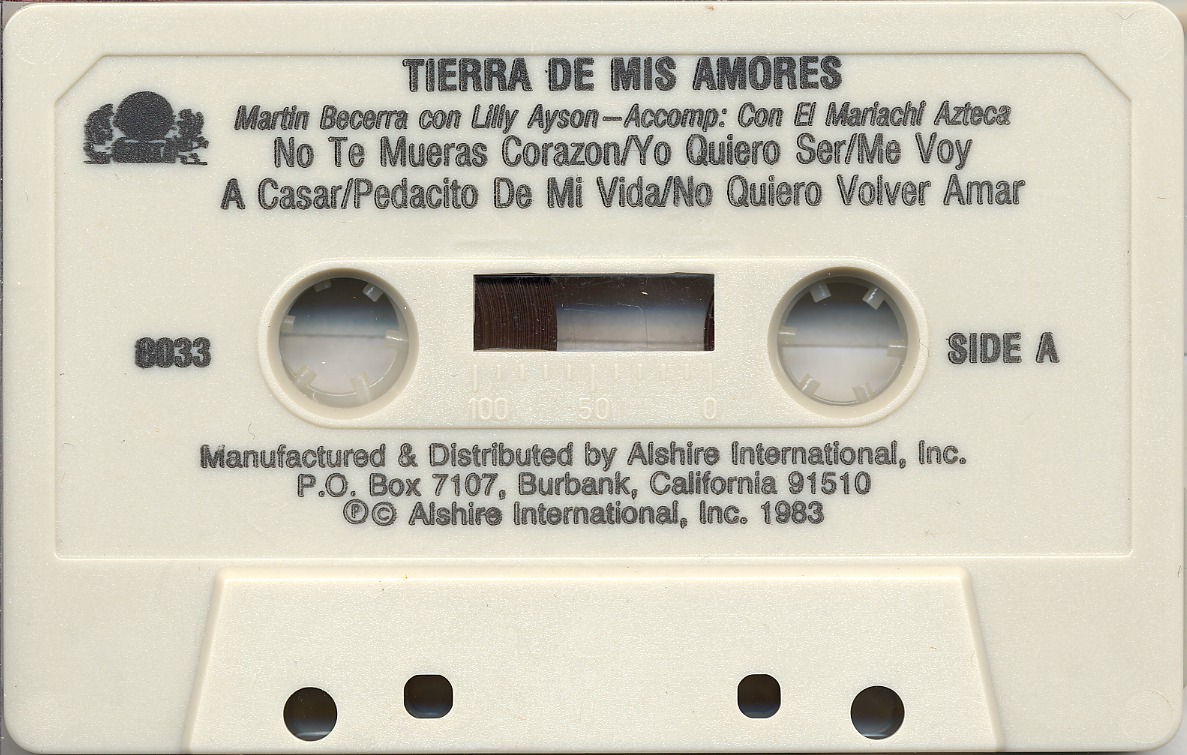 TIERRA DE MIS AMORES
Martin Becerra con Lilly Ayson—Accomp: Con El Mariachi Azteca
No Te Mueras Corazon/Yo Quiero Ser/Me Voy
A Casar/Pedacito De Mi Vida/No Quiero Volver Amar
6033
SIDE A
100 50 0
Manufactured & Distributed by Alshire International, Inc.
P.O. Box 7107, Burbank, California 91510
℗© Alshire International, Inc. 1983